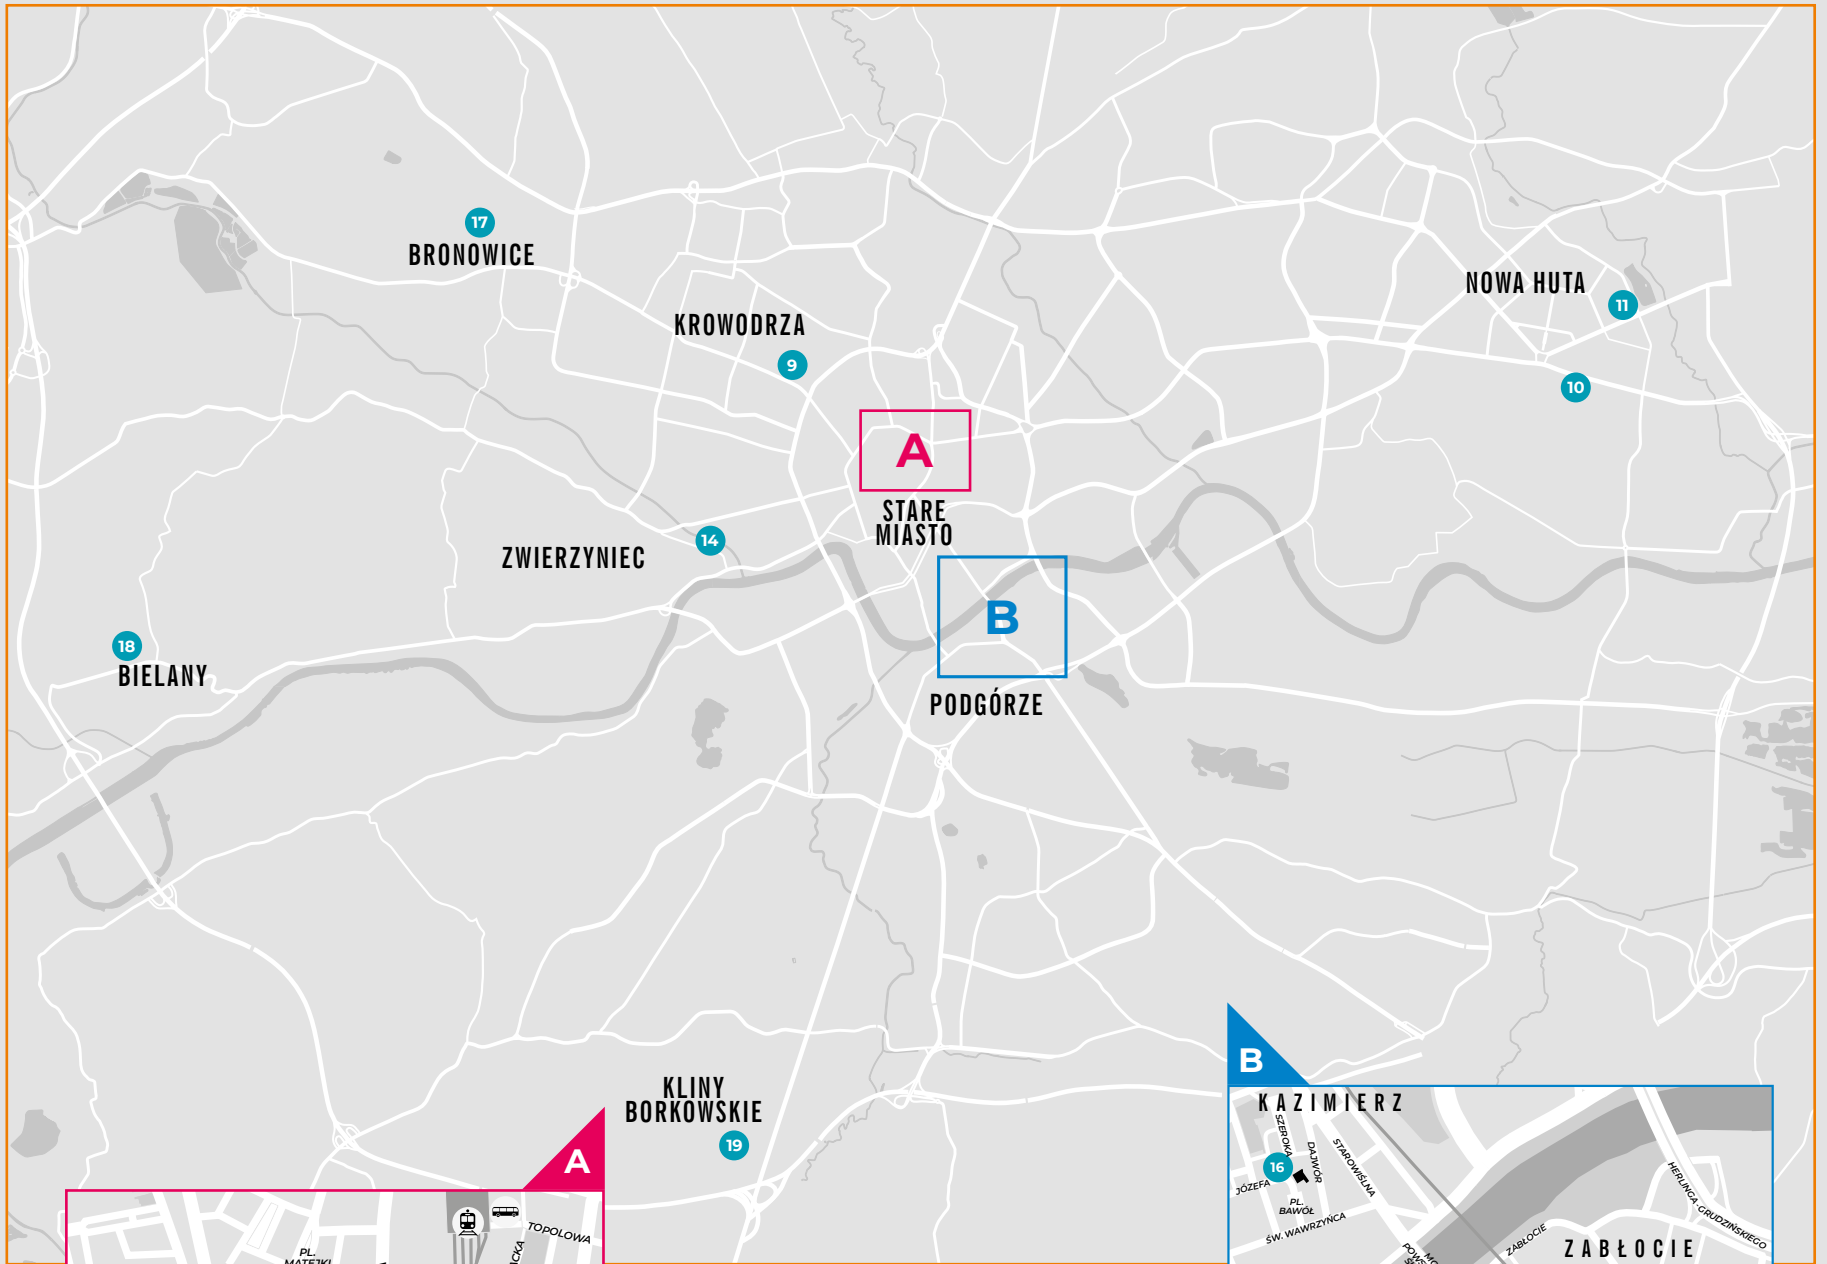 17
BRONOWICE
NOWA HUTA
11
KROWODRZA
9
10
A
STARE
MIASTO
14
ZWIERZYNIEC
B
18
BIELANY
PODGÓRZE
KLINY
BORKOWSKIE
19
A
TOPOLOWA
PL.
MATEJKI
B
KAZIMIERZ
SZEROKA
DAJWÓR
STAROWIŚLNA
16
JÓZEFA
PL.
BAWÓŁ
ŚW. WAWRZYŃCA
HERLINGA-GRUDZIŃSKIEGO
ZABŁOCIE
ZABŁOCIE